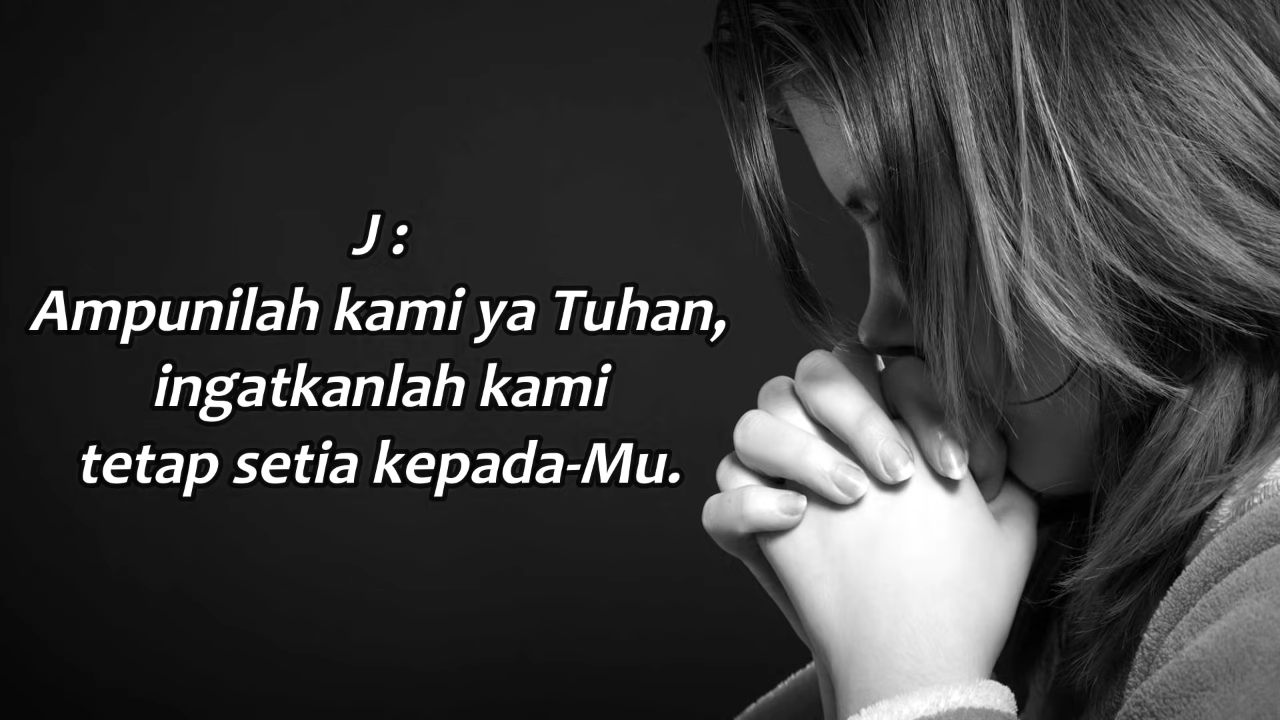 J :
Ampunilah kami ya Tuhan,
ingatkanlah kami
tetap setia kepada-Mu.